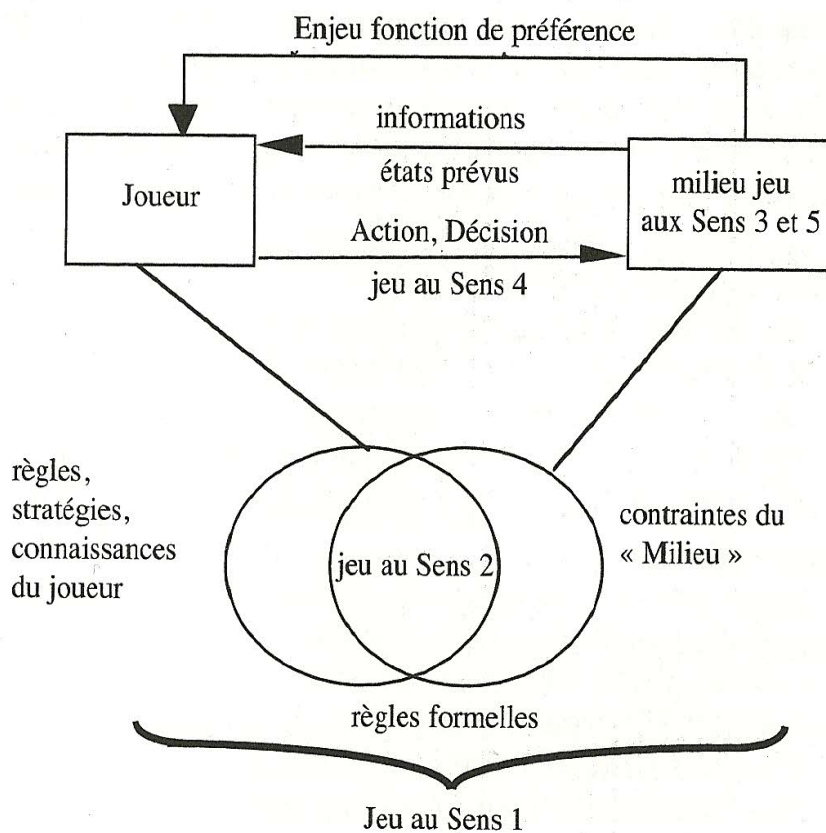 Enjeu fonction de préférence
informations
états prévus
Joueur
milieu jeu
aux Sens 3 et 5
Action, Décision
jeu au Sens 4
règles,
stratégies,
connaissances
du joueur
jeu au Sens 2
contraintes du
« Milieu »
règles formelles
Jeu au Sens 1